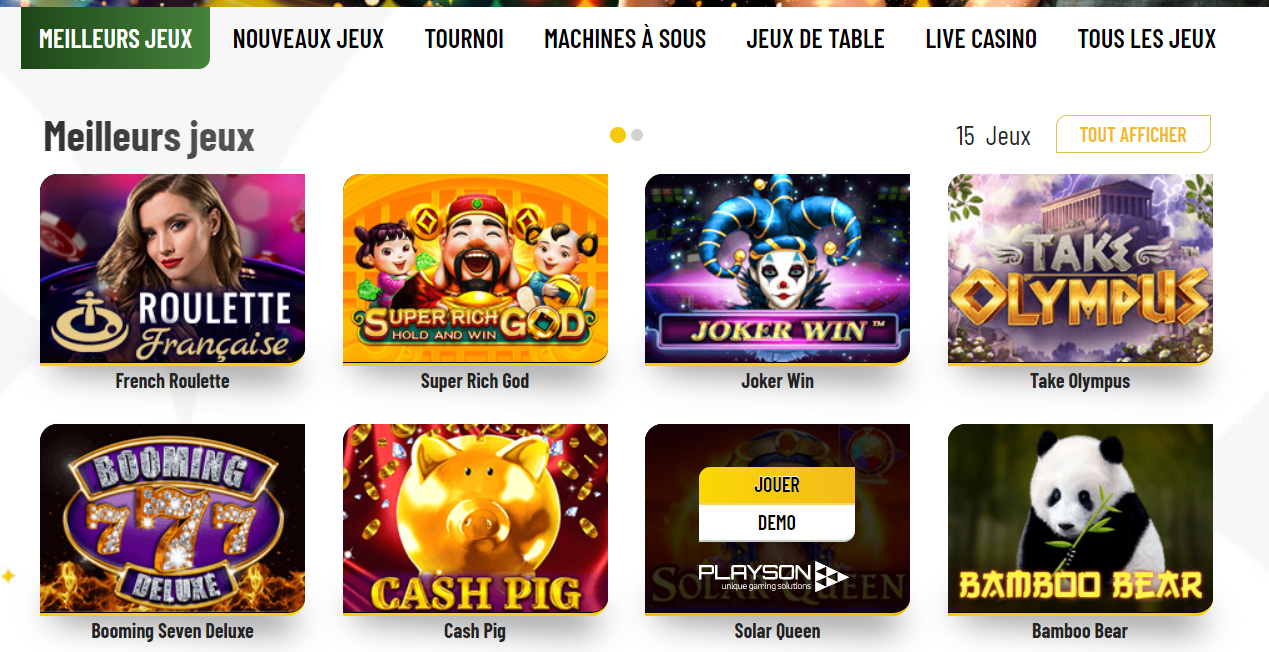 MEILLEURS JEUX
NOUVEAUX JEUX
TOURNOI
MACHINES À SOUS
JEUX DE TABLE
LIVE CASINO
TOUS LES JEUX
Meilleurs jeux
15 Jeux
TOUT AFFICHER
ROULETTE
Française
French Roulette
SUPER RICH GOD
HOLD AND WIN
Super Rich God
JOKER WIN™
Joker Win
TAKE
OLYMPUS™
Take Olympus
BOOMING
777
DELUXE
Booming Seven Deluxe
CASH PIG
Cash Pig
JOUER
DEMO
PLAYSON
unique gaming solutions
SOLAR QUEEN
Solar Queen
BAMBOO BEAR
Bamboo Bear